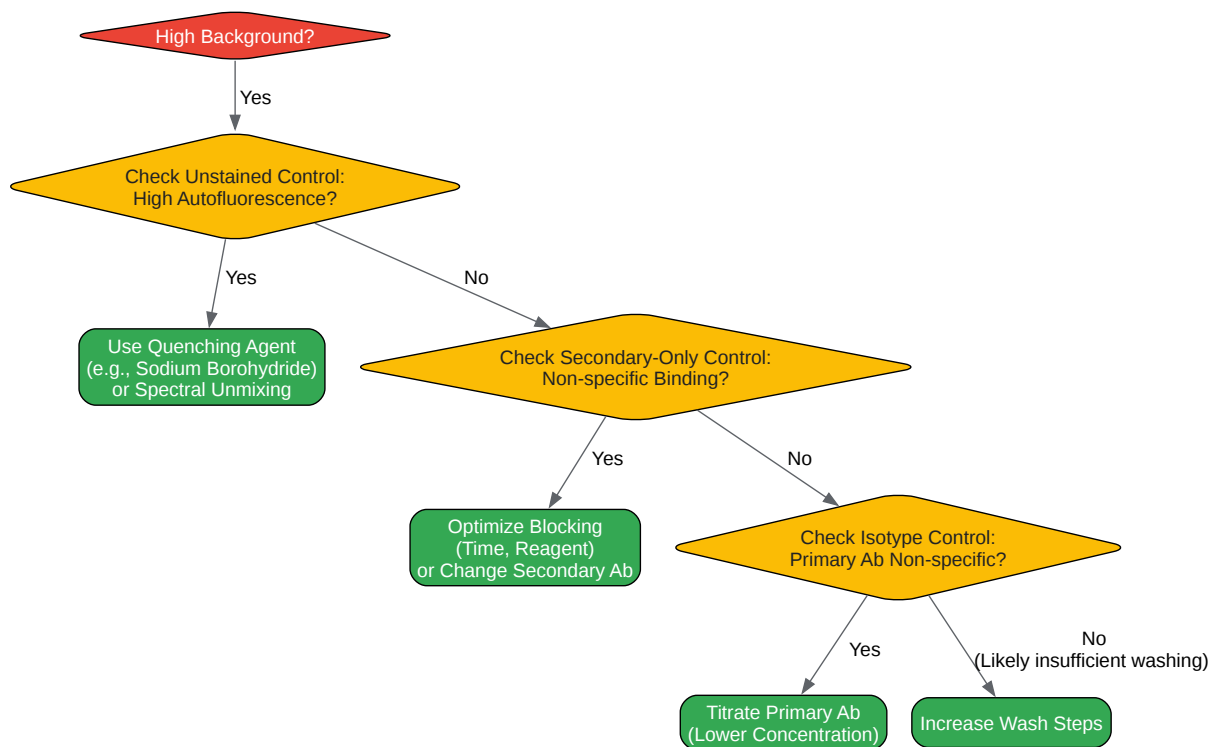 High Background?
Yes
Check Unstained Control:
High Autofluorescence?
Yes
No
Use Quenching Agent
(e.g., Sodium Borohydride)
or Spectral Unmixing
Check Secondary-Only Control:
Non-specific Binding?
Yes
No
Optimize Blocking
(Time, Reagent)
or Change Secondary Ab
Check Isotype Control:
Primary Ab Non-specific?
Yes
No
(Likely insufficient washing)
Titrate Primary Ab
(Lower Concentration)
Increase Wash Steps